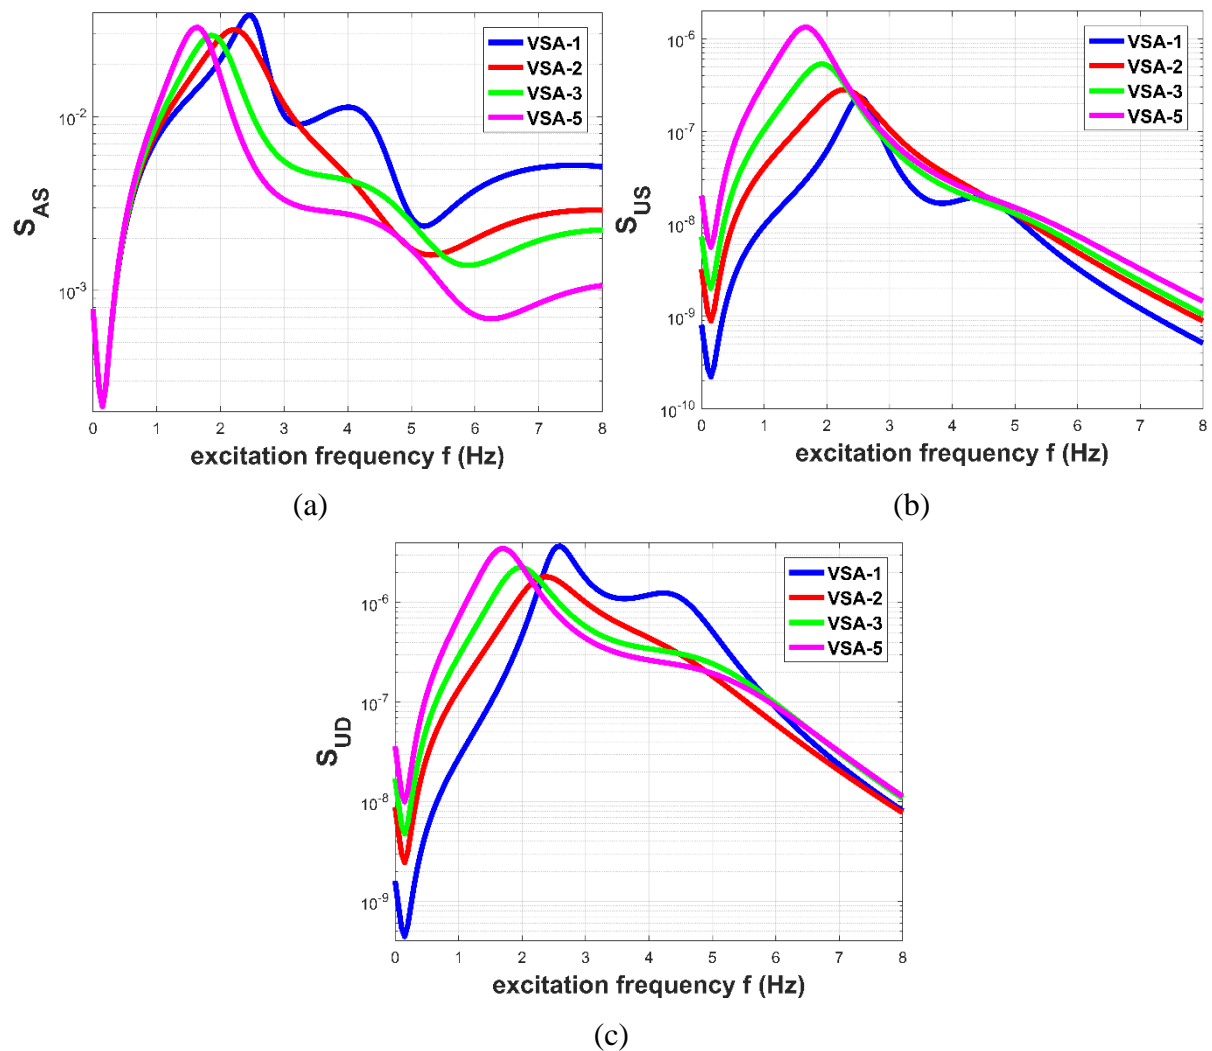 (a)
VSA-1
VSA-2
VSA-3
VSA-5
S_AS
10^-2
10^-3
0 1 2 3 4 5 6 7 8
excitation frequency f (Hz)
VSA-1
VSA-2
VSA-3
VSA-5
S_US
10^-6
10^-7
10^-8
10^-9
10^-10
0 1 2 3 4 5 6 7 8
excitation frequency f (Hz)
(a)
(b)
VSA-1
VSA-2
VSA-3
VSA-5
S_UD
10^-6
10^-7
10^-8
10^-9
0 1 2 3 4 5 6 7 8
excitation frequency f (Hz)
(c)